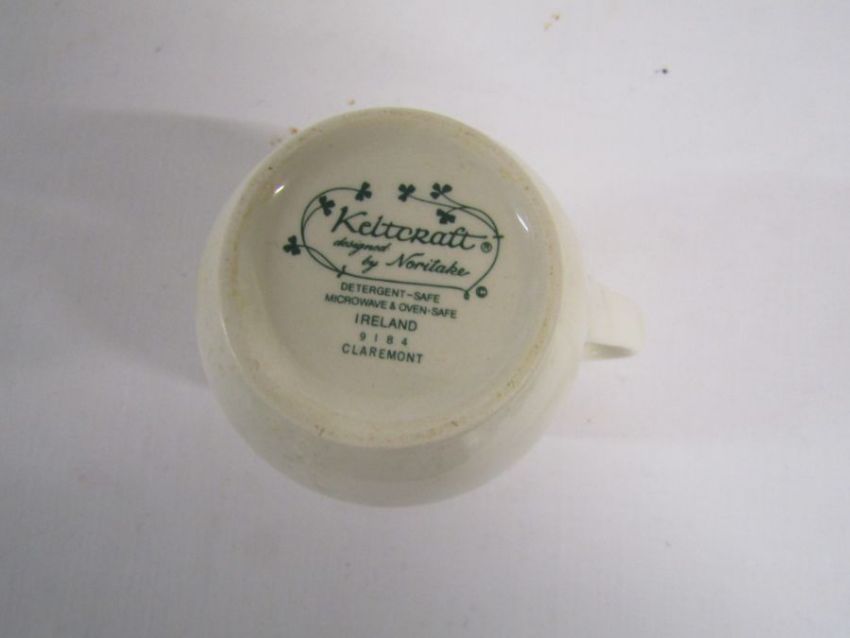 Keltcraft ®
designed
by Noritake
©
DETERGENT-SAFE
MICROWAVE & OVEN-SAFE
IRELAND
9184
CLAREMONT